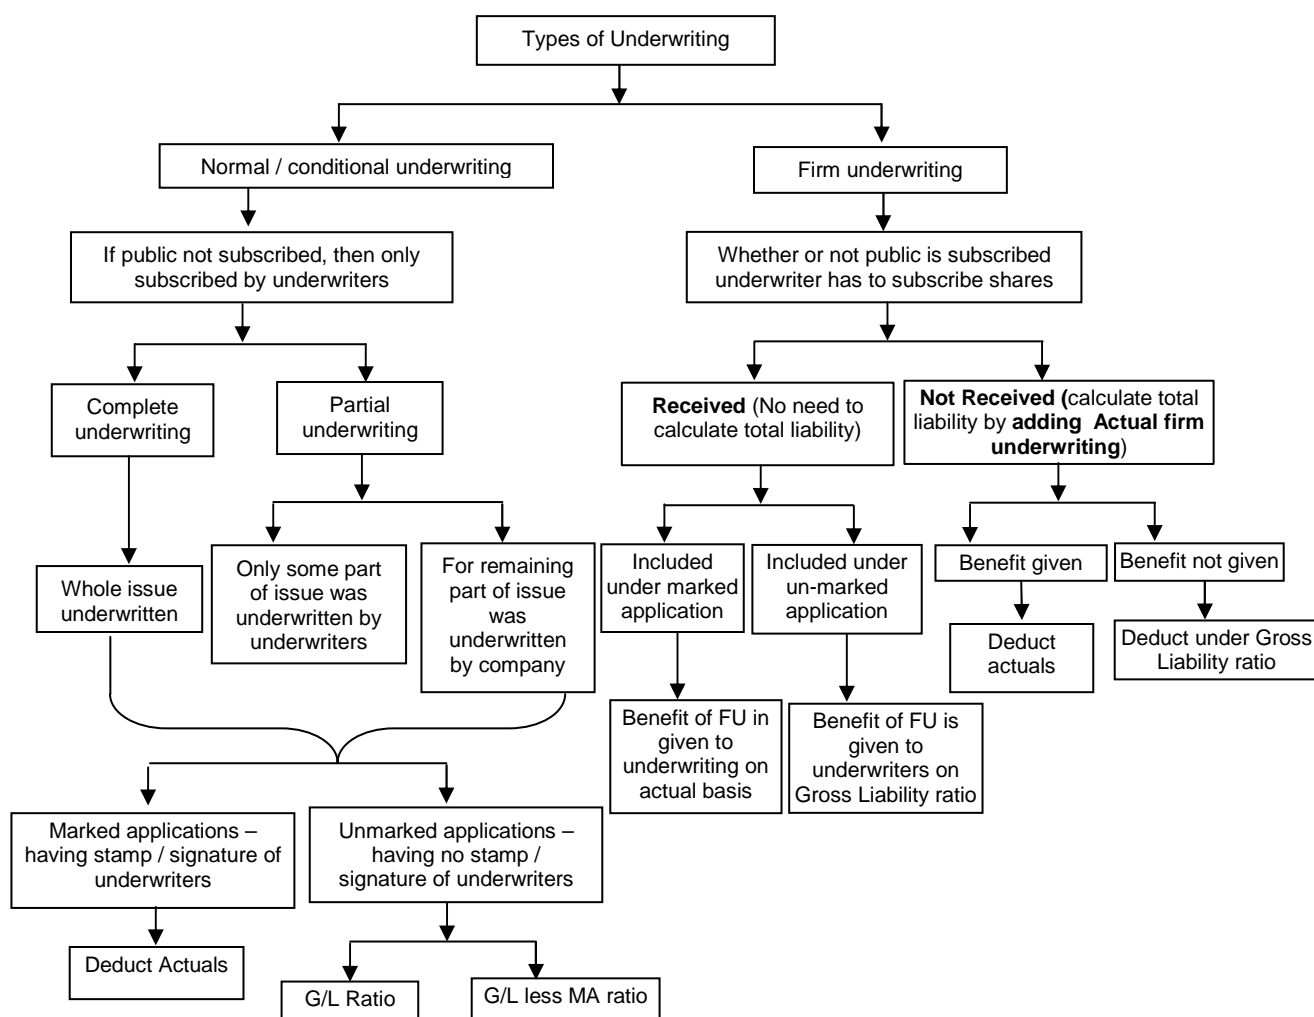 Types of Underwriting
Normal / conditional underwriting
Firm underwriting
If public not subscribed, then only
subscribed by underwriters
Whether or not public is subscribed
underwriter has to subscribe shares
Complete
underwriting
Partial
underwriting
Received (No need to
calculate total liability)
Not Received (calculate total
liability by adding Actual firm
underwriting)
Whole issue
underwritten
Only some part
of issue was
underwritten by
underwriters
For remaining
part of issue
was
underwritten
by company
Included
under marked
application
Included under
un-marked
application
Benefit given
Benefit not given
Deduct
actuals
Deduct under Gross
Liability ratio
Benefit of FU in
given to
underwriting on
actual basis
Benefit of FU is
given to
underwriters on
Gross Liability ratio
Marked applications –
having stamp / signature of
underwriters
Unmarked applications –
having no stamp /
signature of underwriters
Deduct Actuals
G/L Ratio
G/L less MA ratio